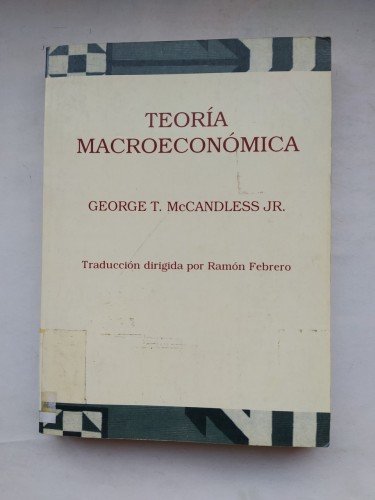 TEORÍA
MACROECONÓMICA
GEORGE T. McCANDLESS JR.
Traducción dirigida por Ramón Febrero